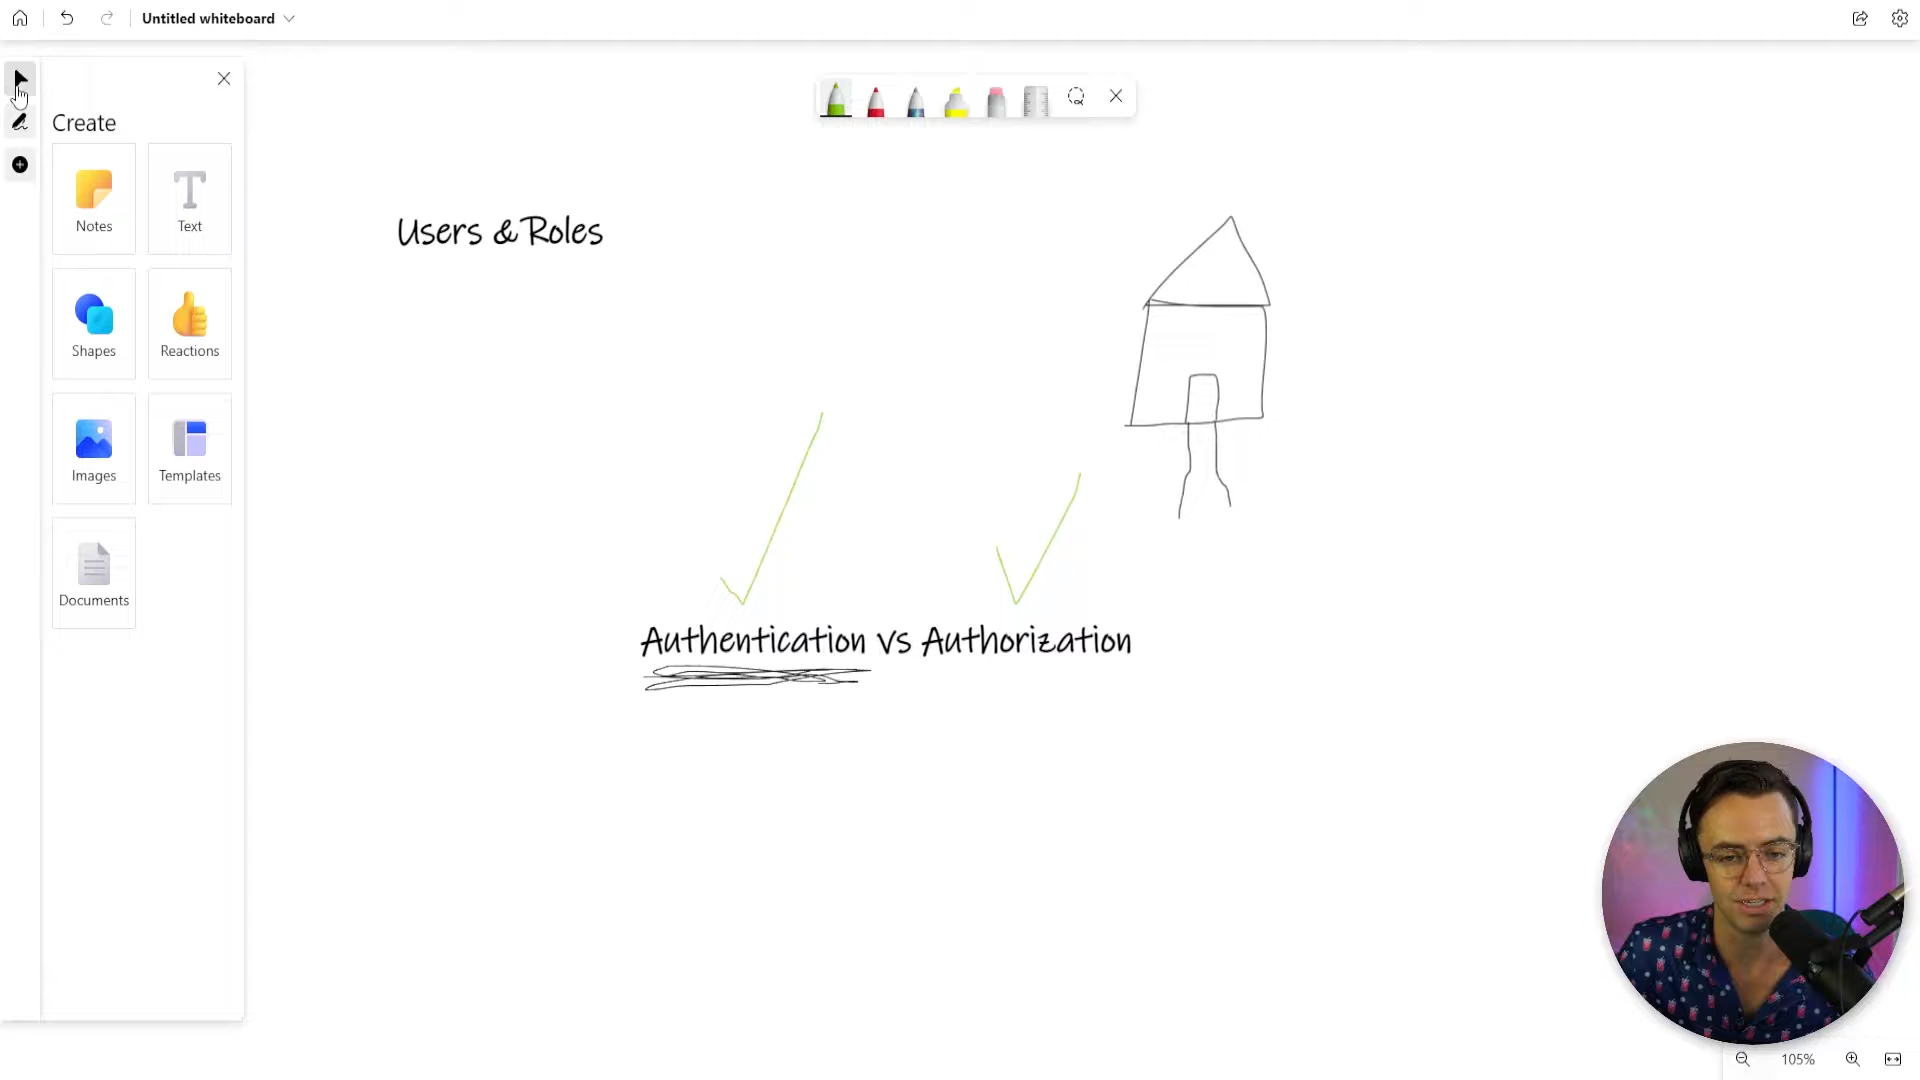 Untitled whiteboard
Create
Notes
Text
Shapes
Reactions
Images
Templates
Documents
Users & Roles
Authentication vs Authorization
105%